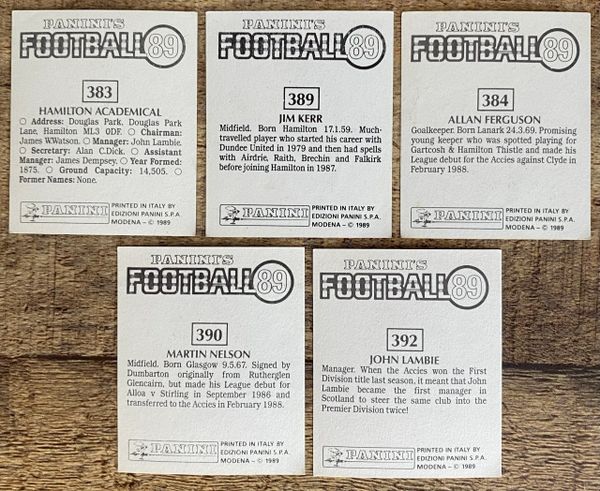 PANINI'S
FOOTBALL 89
383
HAMILTON ACADEMICAL
○ Address: Douglas Park, Douglas Park
Lane, Hamilton ML3 0DF. ○ Chairman:
James W.Watson. ○ Manager: John Lambie.
○ Secretary: Alan C.Dick. ○ Assistant
Manager: James Dempsey. ○ Year Formed:
1875. ○ Ground Capacity: 14,505. ○
Former Names: None.
PANINI
PRINTED IN ITALY BY
EDIZIONI PANINI S.P.A.
MODENA - © 1989
PANINI'S
FOOTBALL 89
389
JIM KERR
Midfield. Born Hamilton 17.1.59. Much-
travelled player who started his career with
Dundee United in 1979 and then had spells
with Airdrie, Raith, Brechin and Falkirk
before joining Hamilton in 1987.
PANINI
PRINTED IN ITALY BY
EDIZIONI PANINI S.P.A.
MODENA - © 1989
PANINI'S
FOOTBALL 89
384
ALLAN FERGUSON
Goalkeeper. Born Lanark 24.3.69. Promising
young keeper who was spotted playing for
Gartcosh & Hamilton Thistle and made his
League debut for the Accies against Clyde in
February 1988.
PANINI
PRINTED IN ITALY BY
EDIZIONI PANINI S.P.A.
MODENA - © 1989
PANINI'S
FOOTBALL 89
390
MARTIN NELSON
Midfield. Born Glasgow 9.5.67. Signed by
Dumbarton originally from Rutherglen
Glencairn, but made his League debut for
Alloa v Stirling in September 1986 and
transferred to the Accies in February 1988.
PANINI
PRINTED IN ITALY BY
EDIZIONI PANINI S.P.A.
MODENA - © 1989
PANINI'S
FOOTBALL 89
392
JOHN LAMBIE
Manager. When the Accies won the First
Division title last season, it meant that John
Lambie became the first manager in
Scotland to steer the same club into the
Premier Division twice!
PANINI
PRINTED IN ITALY BY
EDIZIONI PANINI S.P.A.
MODENA - © 1989